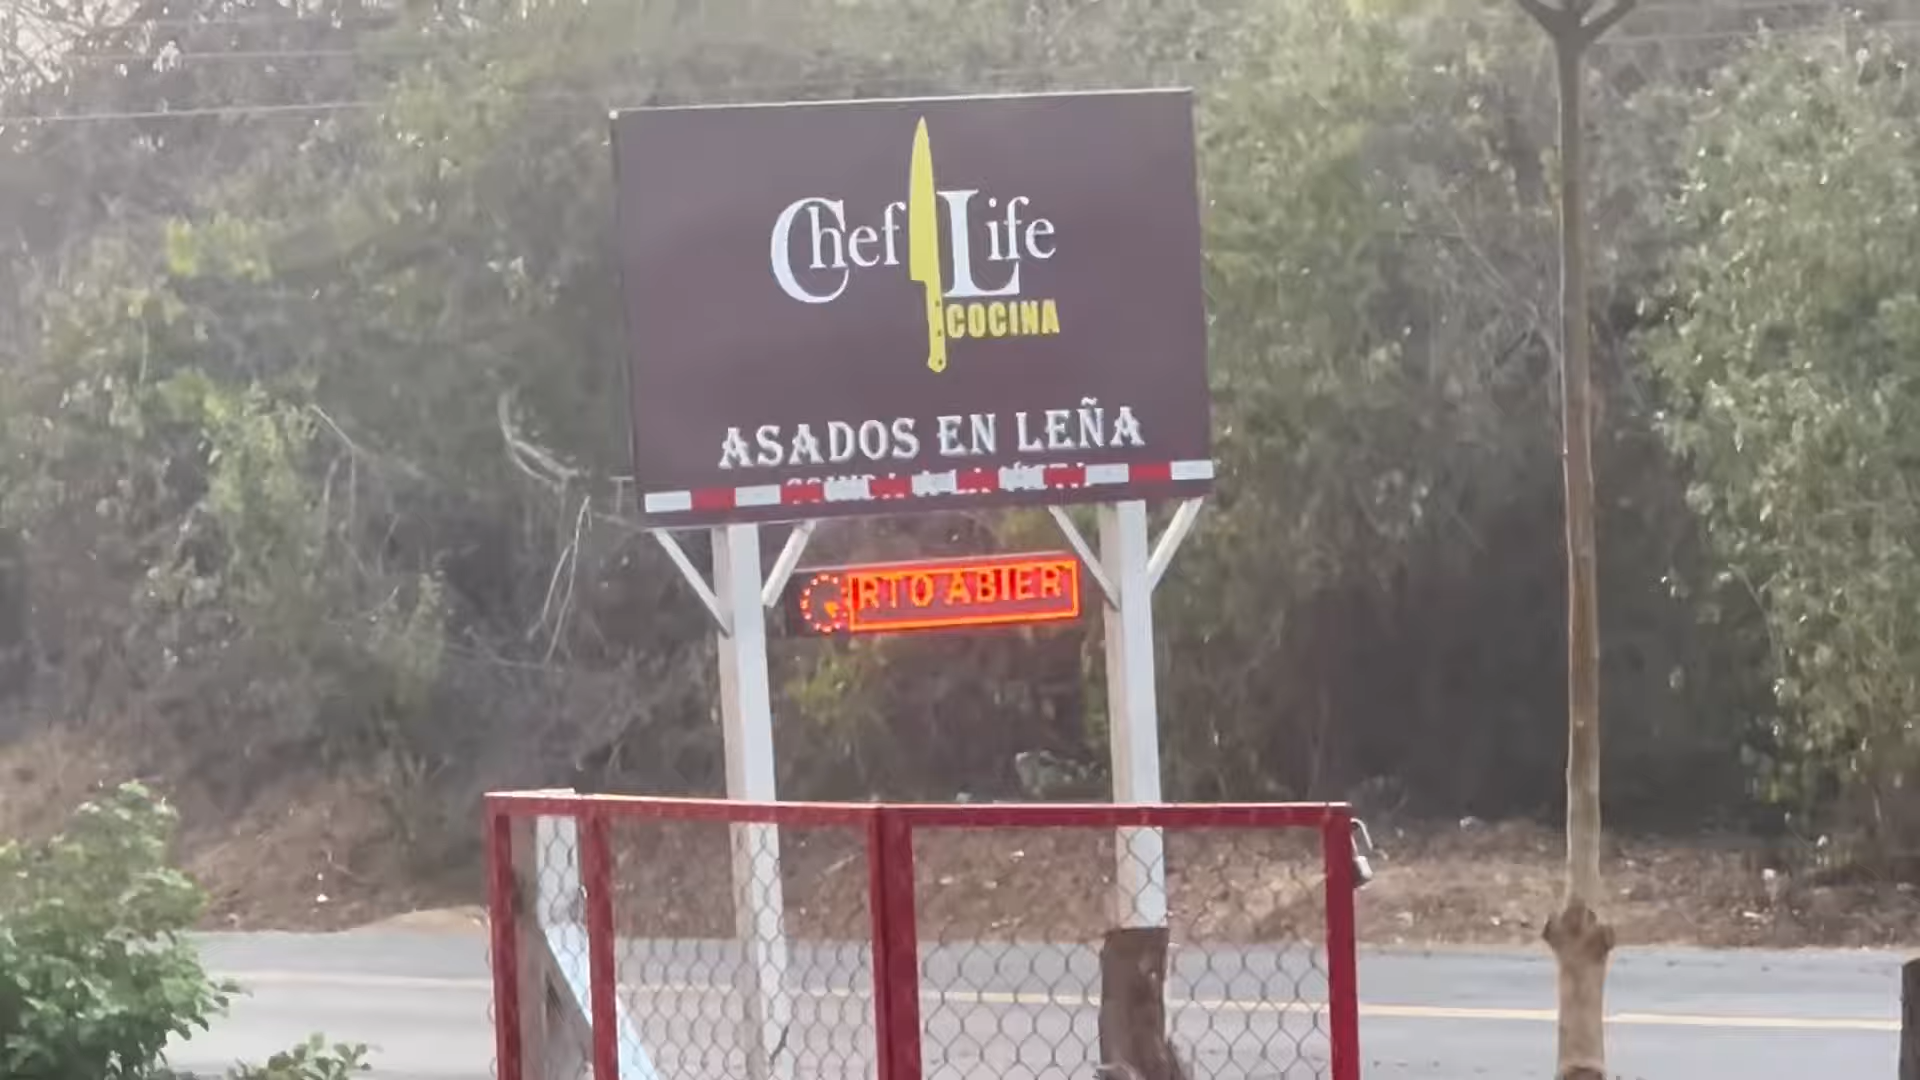 Chef Life
COCINA
ASADOS EN LEÑA
RTO ABIER